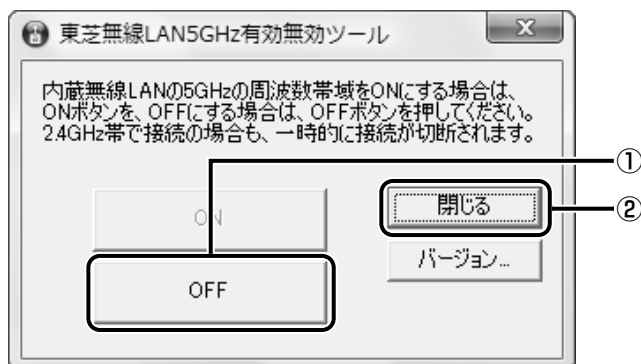 東芝無線LAN5GHz有効無効ツール
内蔵無線LANの5GHzの周波数帯域をONにする場合は、
ONボタンを、OFFにする場合は、OFFボタンを押してください。
2.4GHz帯で接続の場合も、一時的に接続が切断されます。
①
ON
閉じる
②
バージョン...
OFF